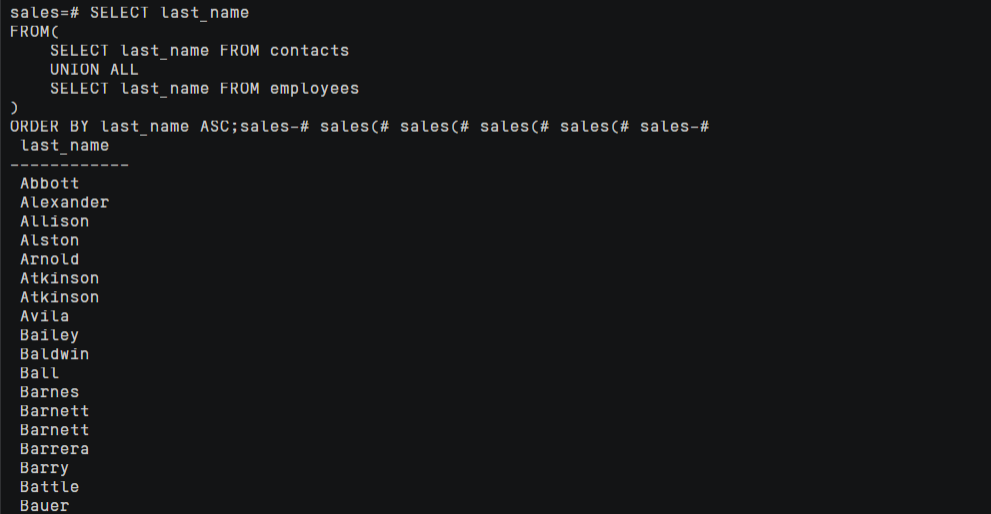 sales=# SELECT last_name
FROM(
    SELECT last_name FROM contacts
    UNION ALL
    SELECT last_name FROM employees
)
ORDER BY last_name ASC;sales-# sales(# sales(# sales(# sales(# sales-#
 last_name
------------
 Abbott
 Alexander
 Allison
 Alston
 Arnold
 Atkinson
 Atkinson
 Avila
 Bailey
 Baldwin
 Ball
 Barnes
 Barnett
 Barnett
 Barrera
 Barry
 Battle
 Bauer